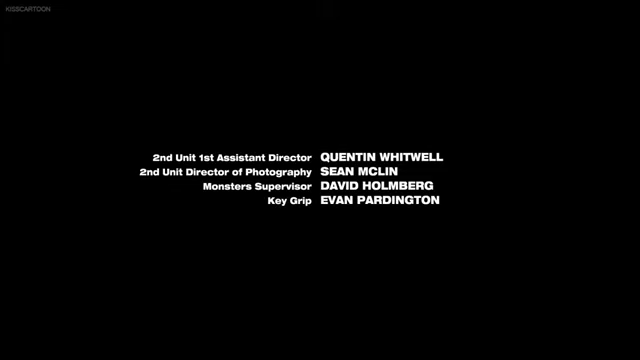 KISSCARTOON
2nd Unit 1st Assistant Director QUENTIN WHITWELL
2nd Unit Director of Photography SEAN MCLIN
Monsters Supervisor DAVID HOLMBERG
Key Grip EVAN PARDINGTON